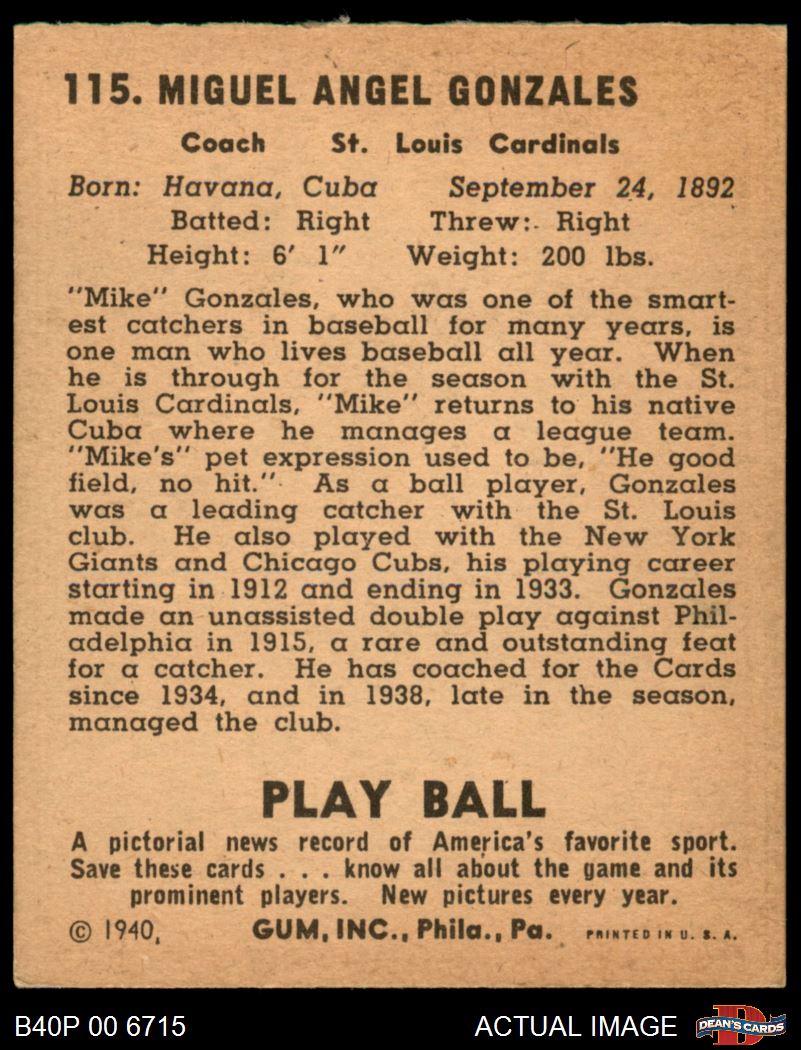 115. MIGUEL ANGEL GONZALES
Coach St. Louis Cardinals
Born: Havana, Cuba September 24, 1892
Batted: Right Threw: Right
Height: 6' 1" Weight: 200 lbs.
"Mike" Gonzales, who was one of the smart-
est catchers in baseball for many years, is
one man who lives baseball all year. When
he is through for the season with the St.
Louis Cardinals, "Mike" returns to his native
Cuba where he manages a league team.
"Mike's" pet expression used to be, "He good
field, no hit." As a ball player, Gonzales
was a leading catcher with the St. Louis
club. He also played with the New York
Giants and Chicago Cubs, his playing career
starting in 1912 and ending in 1933. Gonzales
made an unassisted double play against Phil-
adelphia in 1915, a rare and outstanding feat
for a catcher. He has coached for the Cards
since 1934, and in 1938, late in the season,
managed the club.
PLAY BALL
A pictorial news record of America's favorite sport.
Save these cards . . . know all about the game and its
prominent players. New pictures every year.
© 1940, GUM, INC., Phila., Pa. PRINTED IN U. S. A.
B40P 00 6715 ACTUAL IMAGE DEAN'S CARDS